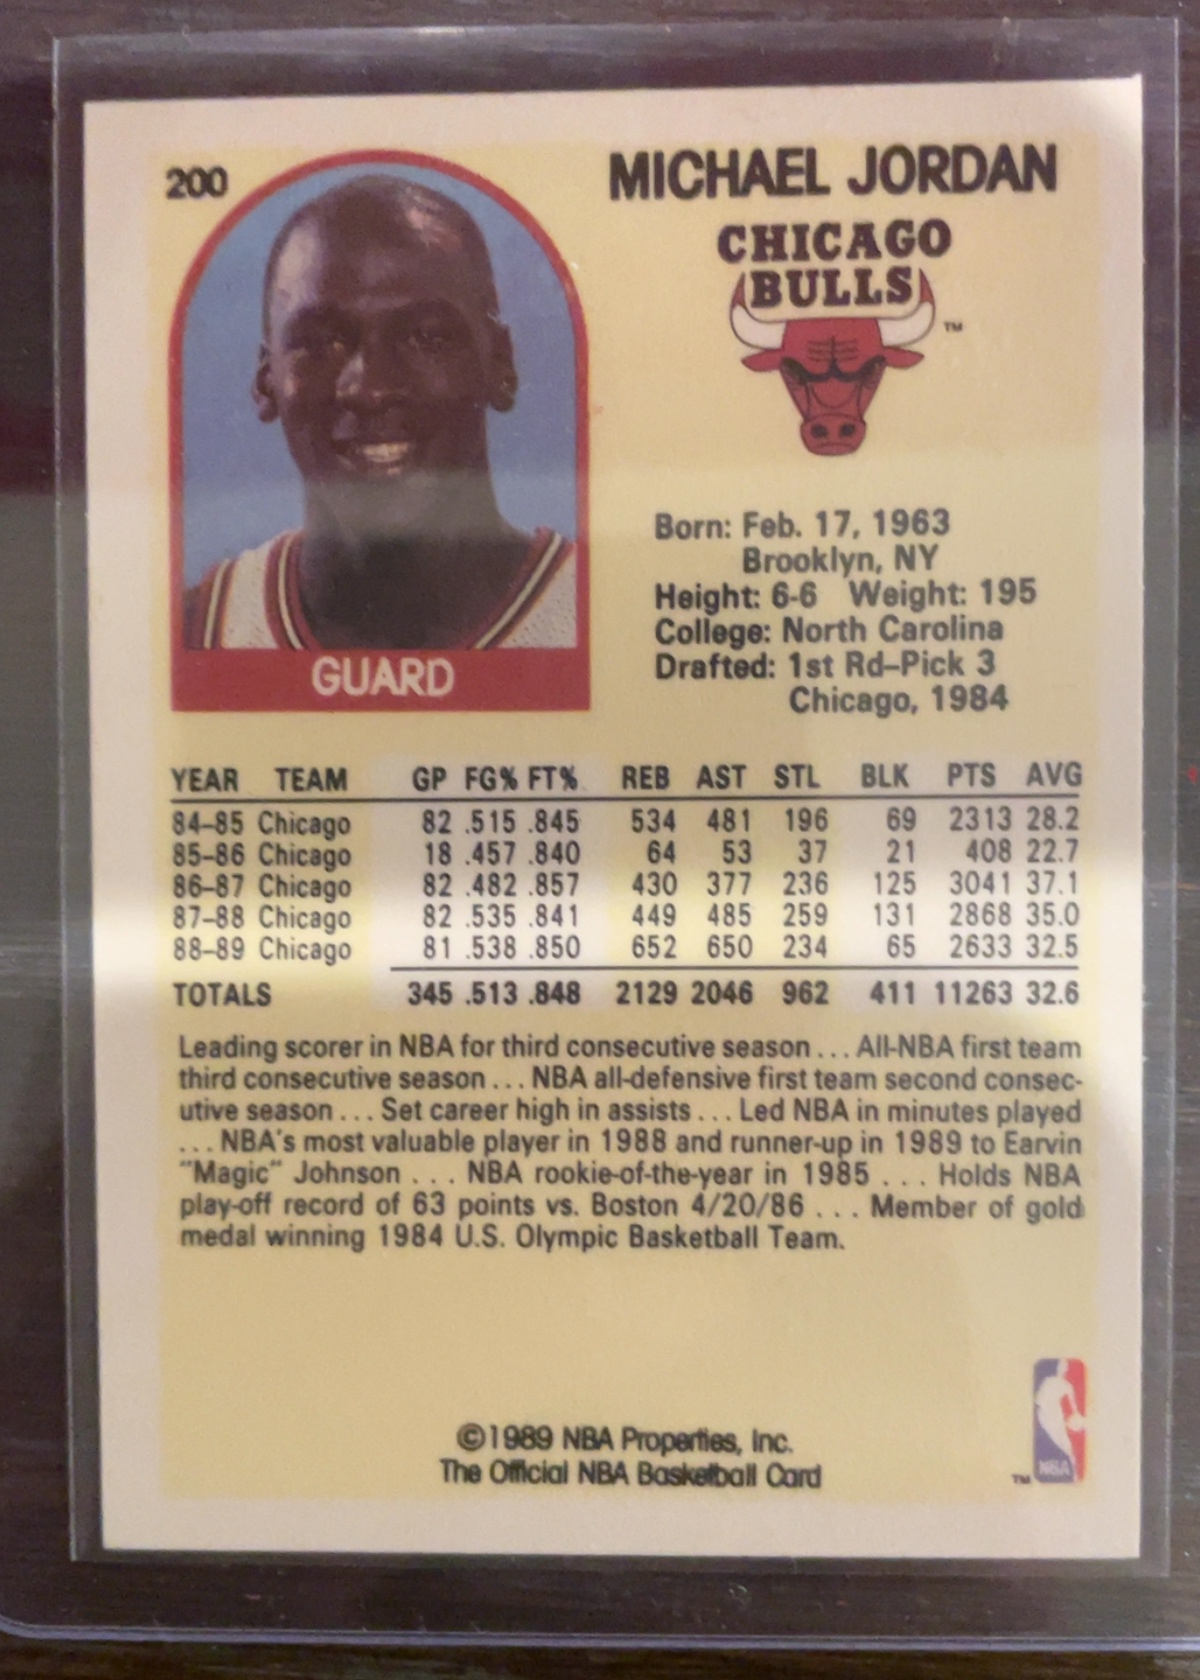 200
MICHAEL JORDAN
CHICAGO
BULLS
TM
Born: Feb. 17, 1963
Brooklyn, NY
Height: 6-6 Weight: 195
College: North Carolina
Drafted: 1st Rd–Pick 3
Chicago, 1984
GUARD
YEAR TEAM GP FG% FT% REB AST STL BLK PTS AVG
84–85 Chicago 82 .515 .845 534 481 196 69 2313 28.2
85–86 Chicago 18 .457 .840 64 53 37 21 408 22.7
86–87 Chicago 82 .482 .857 430 377 236 125 3041 37.1
87–88 Chicago 82 .535 .841 449 485 259 131 2868 35.0
88–89 Chicago 81 .538 .850 652 650 234 65 2633 32.5
TOTALS 345 .513 .848 2129 2046 962 411 11263 32.6
Leading scorer in NBA for third consecutive season . . . All-NBA first team
third consecutive season . . . NBA all-defensive first team second consec-
utive season . . . Set career high in assists . . . Led NBA in minutes played
. . . NBA's most valuable player in 1988 and runner-up in 1989 to Earvin
"Magic" Johnson . . . NBA rookie-of-the-year in 1985 . . . Holds NBA
play-off record of 63 points vs. Boston 4/20/86 . . . Member of gold
medal winning 1984 U.S. Olympic Basketball Team.
©1989 NBA Properties, Inc.
The Official NBA Basketball Card
TM NBA